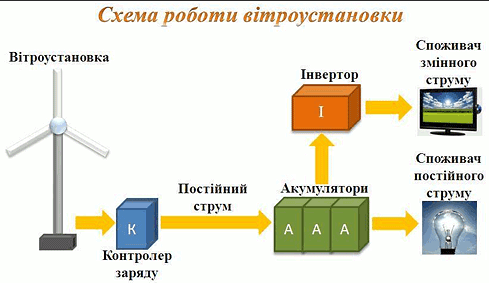 Схема роботи вітроустановки
Вітроустановка
Споживач
змінного
струму
Інвертор
І
Споживач
постійного
струму
Постійний
струм
Акумулятори
К
А А А
Контролер
заряду